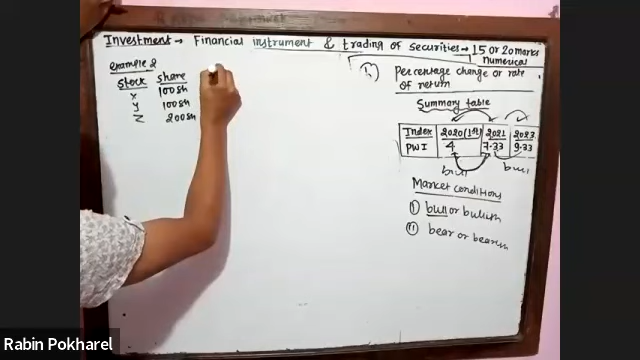 Investment → Financial instrument & trading of securities → 15 or 20 marks
numerical
example 2
stock share
X 100sh
y 100sh
Z 200sh
Percentage change or rate
of return
Summary table
Index 2020(1st) 2021 2023
PWI 4 7.33 9.33
bull bull
Market conditions
(i) bull or bullish
(ii) bear or bearish
Rabin Pokharel